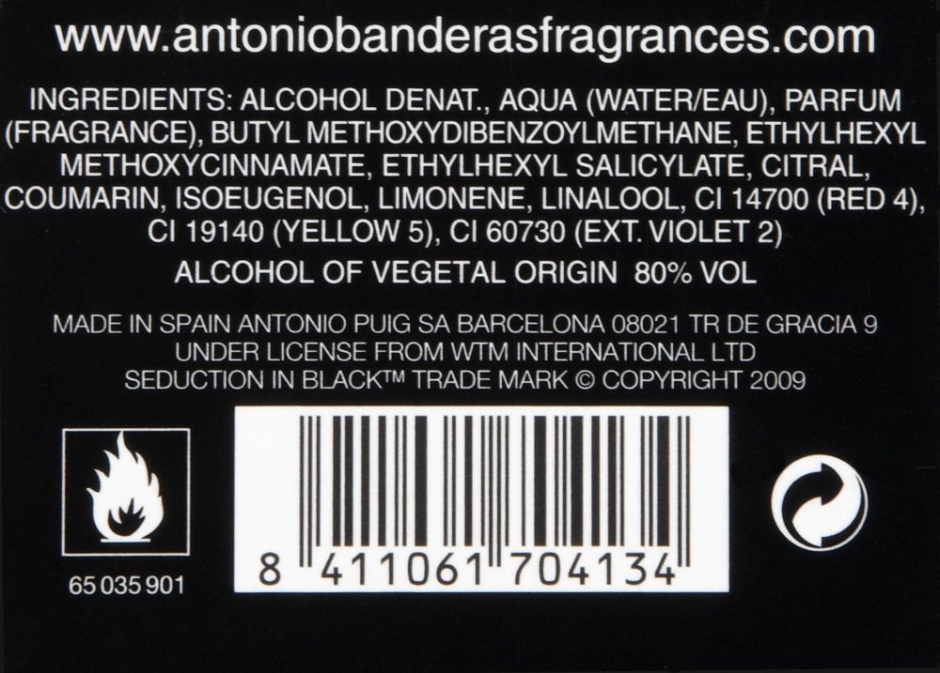 www.antoniobanderasfragrances.com
INGREDIENTS: ALCOHOL DENAT., AQUA (WATER/EAU), PARFUM
(FRAGRANCE), BUTYL METHOXYDIBENZOYLMETHANE, ETHYLHEXYL
METHOXYCINNAMATE, ETHYLHEXYL SALICYLATE, CITRAL,
COUMARIN, ISOEUGENOL, LIMONENE, LINALOOL, CI 14700 (RED 4),
CI 19140 (YELLOW 5), CI 60730 (EXT. VIOLET 2)
ALCOHOL OF VEGETAL ORIGIN 80% VOL
MADE IN SPAIN ANTONIO PUIG SA BARCELONA 08021 TR DE GRACIA 9
UNDER LICENSE FROM WTM INTERNATIONAL LTD
SEDUCTION IN BLACK™ TRADE MARK © COPYRIGHT 2009
65 035 901
8 411061 704134